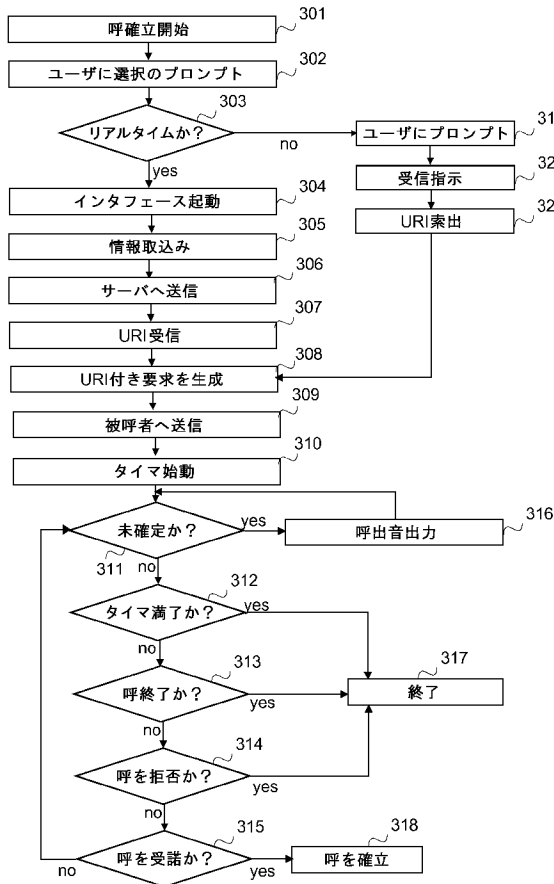 301
呼確立開始
302
ユーザに選択のプロンプト
303
リアルタイムか？
no
yes
31
ユーザにプロンプト
32
受信指示
32
URI索出
304
インタフェース起動
305
情報取込み
306
サーバへ送信
307
URI受信
308
URI付き要求を生成
309
被呼者へ送信
310
タイマ始動
未確定か？
yes
311
no
呼出音出力
316
312
タイマ満了か？
yes
no
313
呼終了か？
yes
no
317
終了
314
呼を拒否か？
yes
no
315
呼を受諾か？
no
yes
318
呼を確立